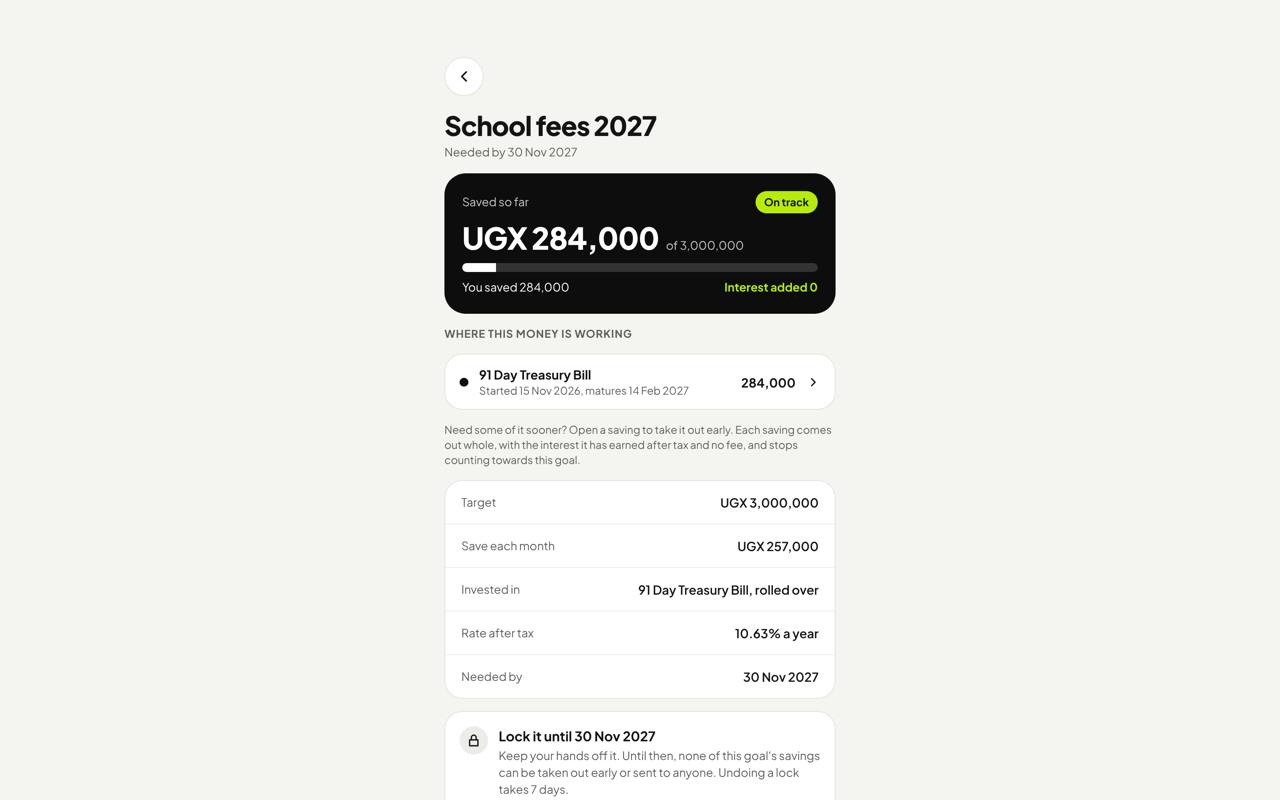 School fees 2027
Needed by 30 Nov 2027
Saved so far
On track
UGX 284,000 of 3,000,000
You saved 284,000
Interest added 0
WHERE THIS MONEY IS WORKING
91 Day Treasury Bill
Started 15 Nov 2026, matures 14 Feb 2027
284,000
Need some of it sooner? Open a saving to take it out early. Each saving comes
out whole, with the interest it has earned after tax and no fee, and stops
counting towards this goal.
Target
UGX 3,000,000
Save each month
UGX 257,000
Invested in
91 Day Treasury Bill, rolled over
Rate after tax
10.63% a year
Needed by
30 Nov 2027
Lock it until 30 Nov 2027
Keep your hands off it. Until then, none of this goal's savings
can be taken out early or sent to anyone. Undoing a lock
takes 7 days.